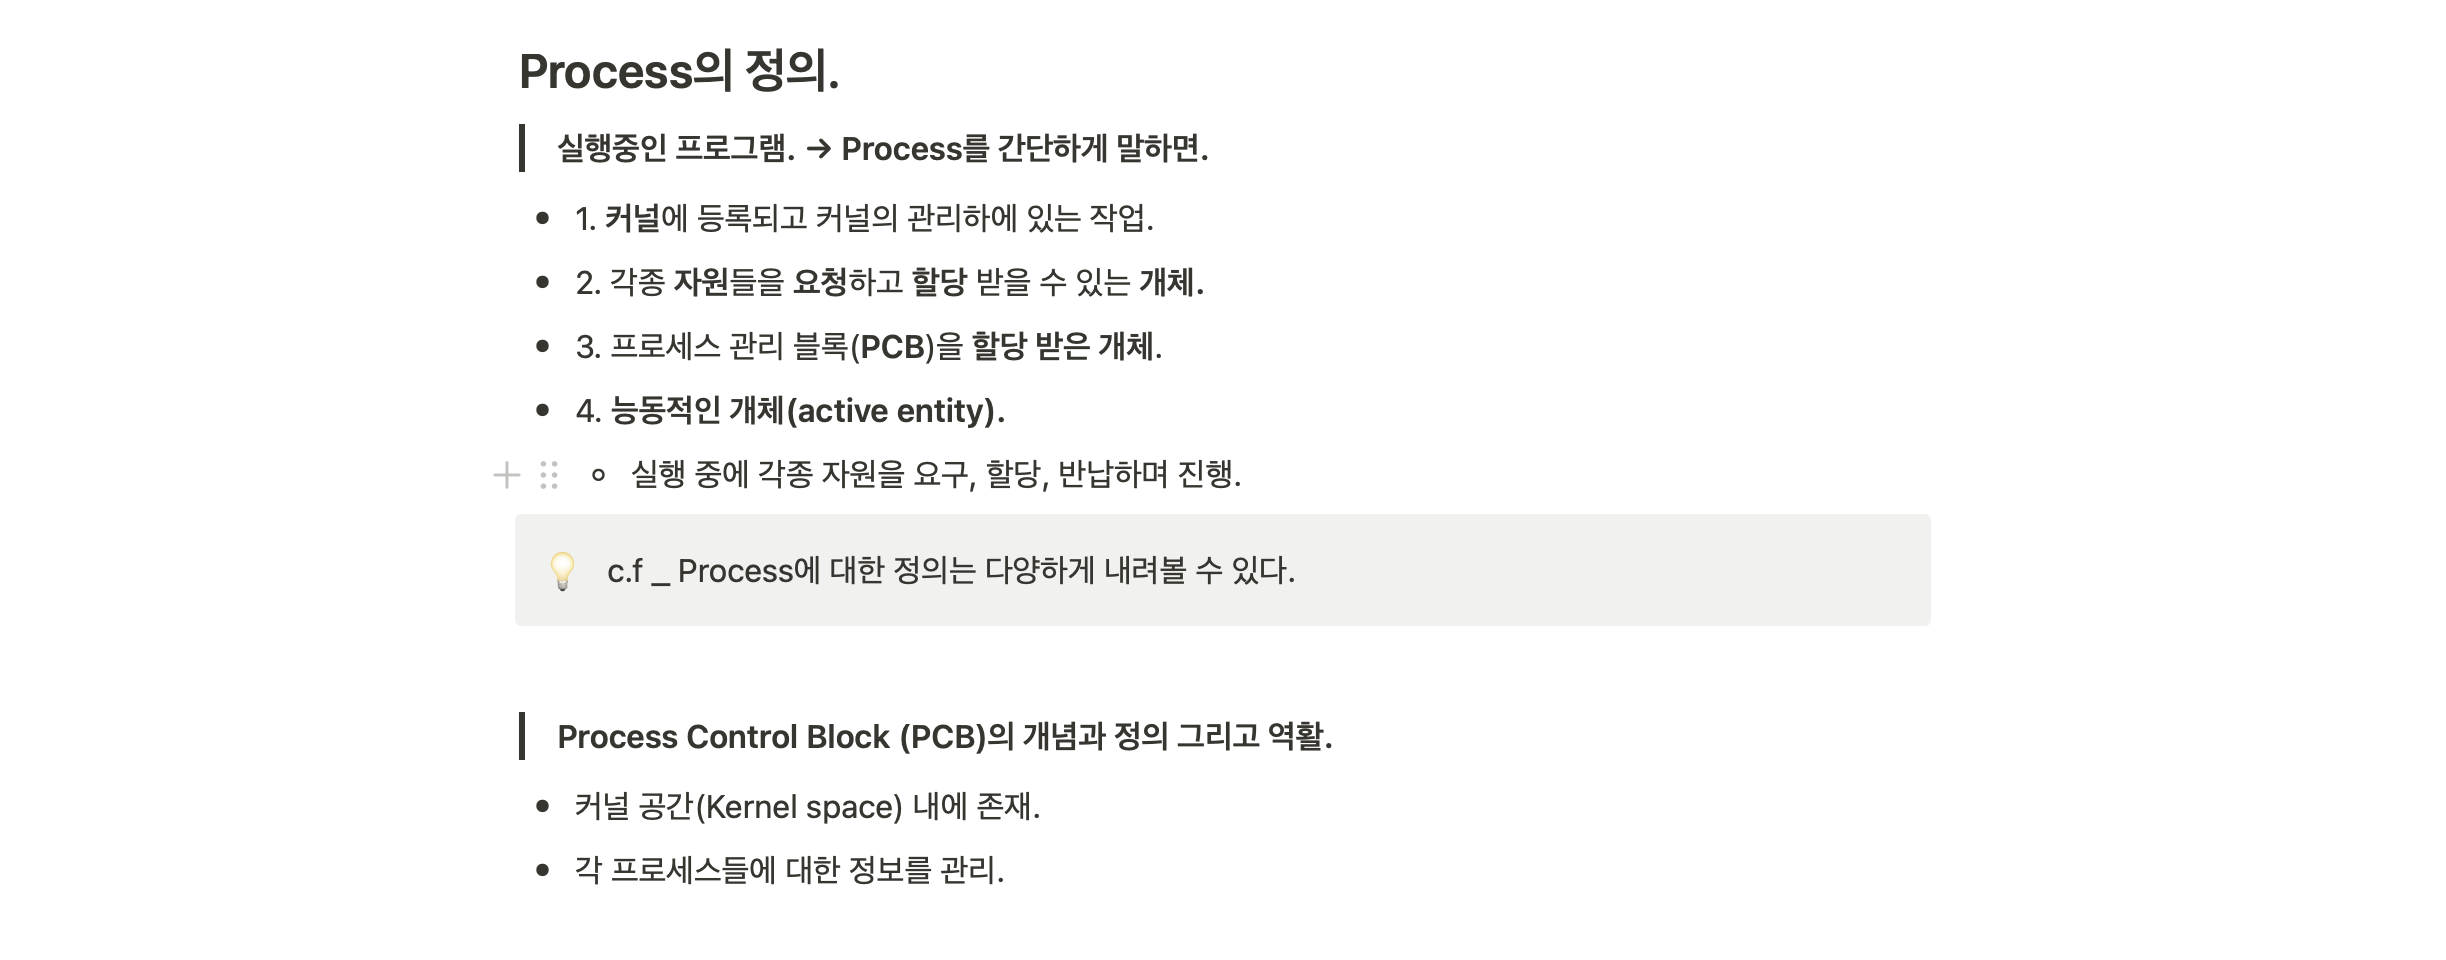 Process의 정의.
실행중인 프로그램. → Process를 간단하게 말하면.
• 1. 커널에 등록되고 커널의 관리하에 있는 작업.
• 2. 각종 자원들을 요청하고 할당 받을 수 있는 개체.
• 3. 프로세스 관리 블록(PCB)을 할당 받은 개체.
• 4. 능동적인 개체(active entity).
◦ 실행 중에 각종 자원을 요구, 할당, 반납하며 진행.
💡 c.f _ Process에 대한 정의는 다양하게 내려볼 수 있다.
Process Control Block (PCB)의 개념과 정의 그리고 역활.
• 커널 공간(Kernel space) 내에 존재.
• 각 프로세스들에 대한 정보를 관리.